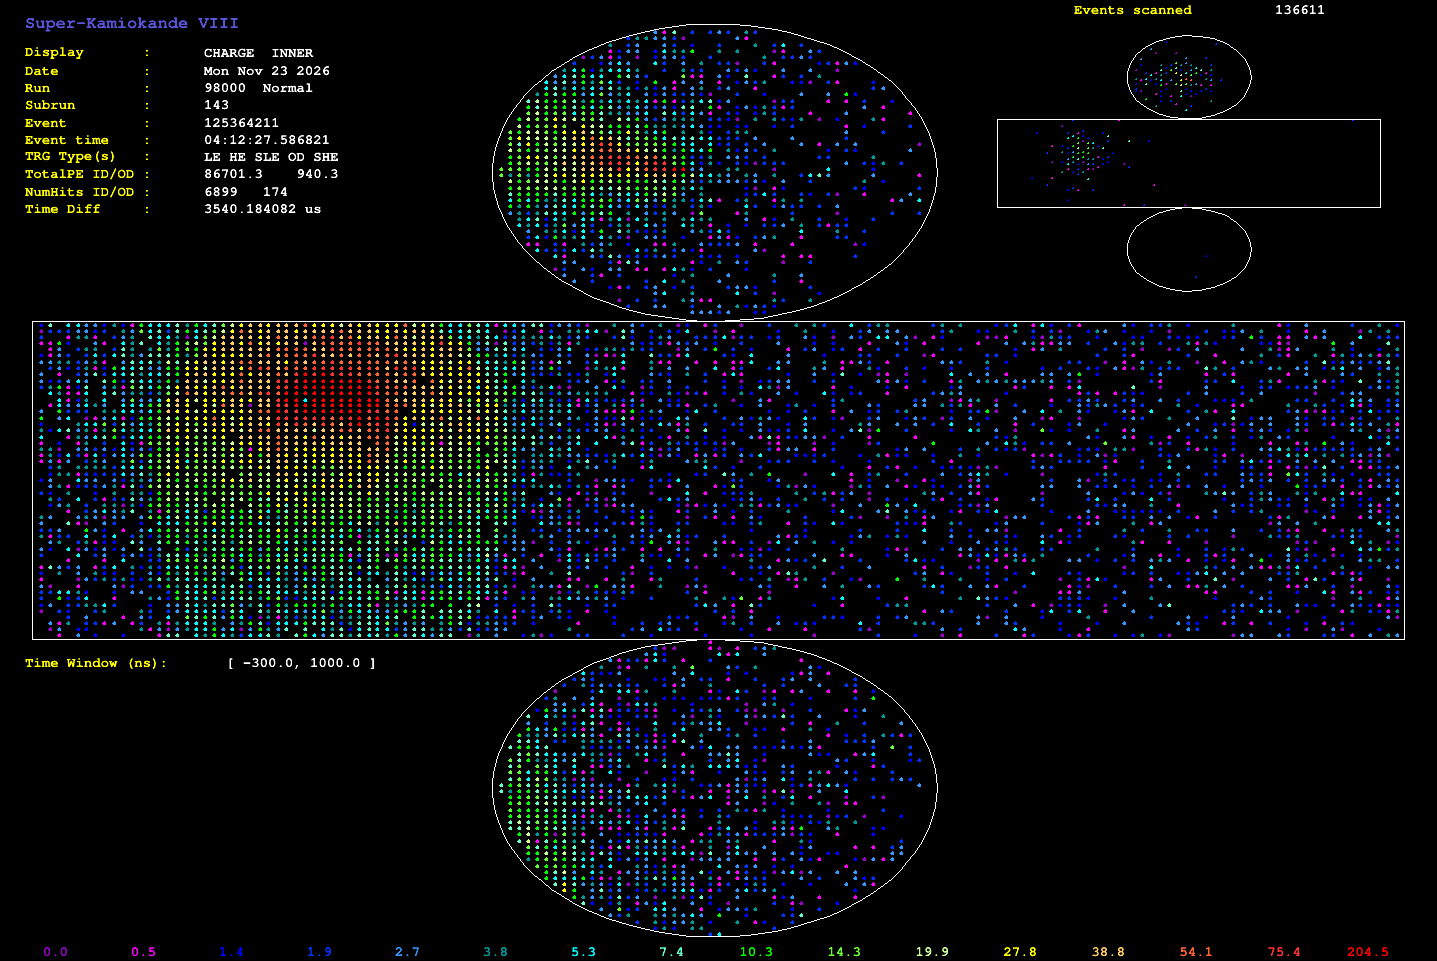 Super-Kamiokande VIII
Events scanned 136611
Display : CHARGE INNER
Date : Mon Nov 23 2026
Run : 98000 Normal
Subrun : 143
Event : 125364211
Event time : 04:12:27.586821
TRG Type(s) : LE HE SLE OD SHE
TotalPE ID/OD : 86701.3 940.3
NumHits ID/OD : 6899 174
Time Diff : 3540.184082 us
Time Window (ns): [ -300.0, 1000.0 ]
0.0 0.5 1.4 1.9 2.7 3.8 5.3 7.4 10.3 14.3 19.9 27.8 38.8 54.1 75.4 204.5